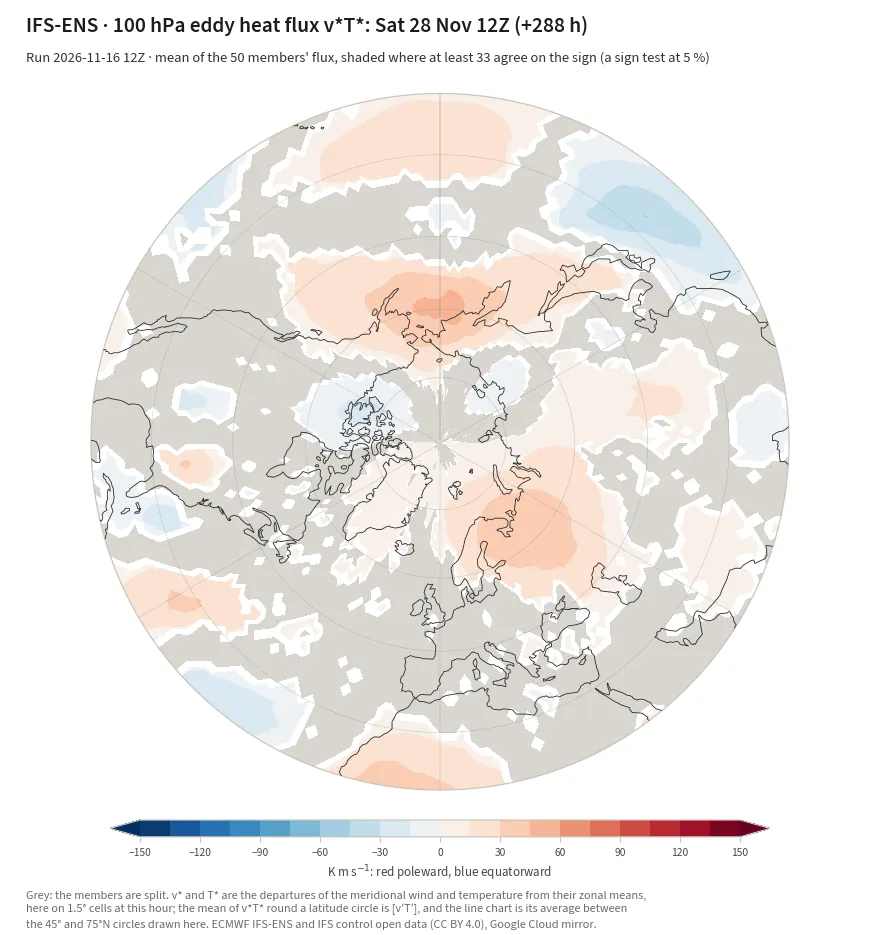 IFS-ENS · 100 hPa eddy heat flux v*T*: Sat 28 Nov 12Z (+288 h)
Run 2026-11-16 12Z · mean of the 50 members' flux, shaded where at least 33 agree on the sign (a sign test at 5 %)
−150 −120 −90 −60 −30 0 30 60 90 120 150
K m s⁻¹: red poleward, blue equatorward
Grey: the members are split. v* and T* are the departures of the meridional wind and temperature from their zonal means,
here on 1.5° cells at this hour; the mean of v*T* round a latitude circle is [v'T'], and the line chart is its average between
the 45° and 75°N circles drawn here. ECMWF IFS-ENS and IFS control open data (CC BY 4.0), Google Cloud mirror.